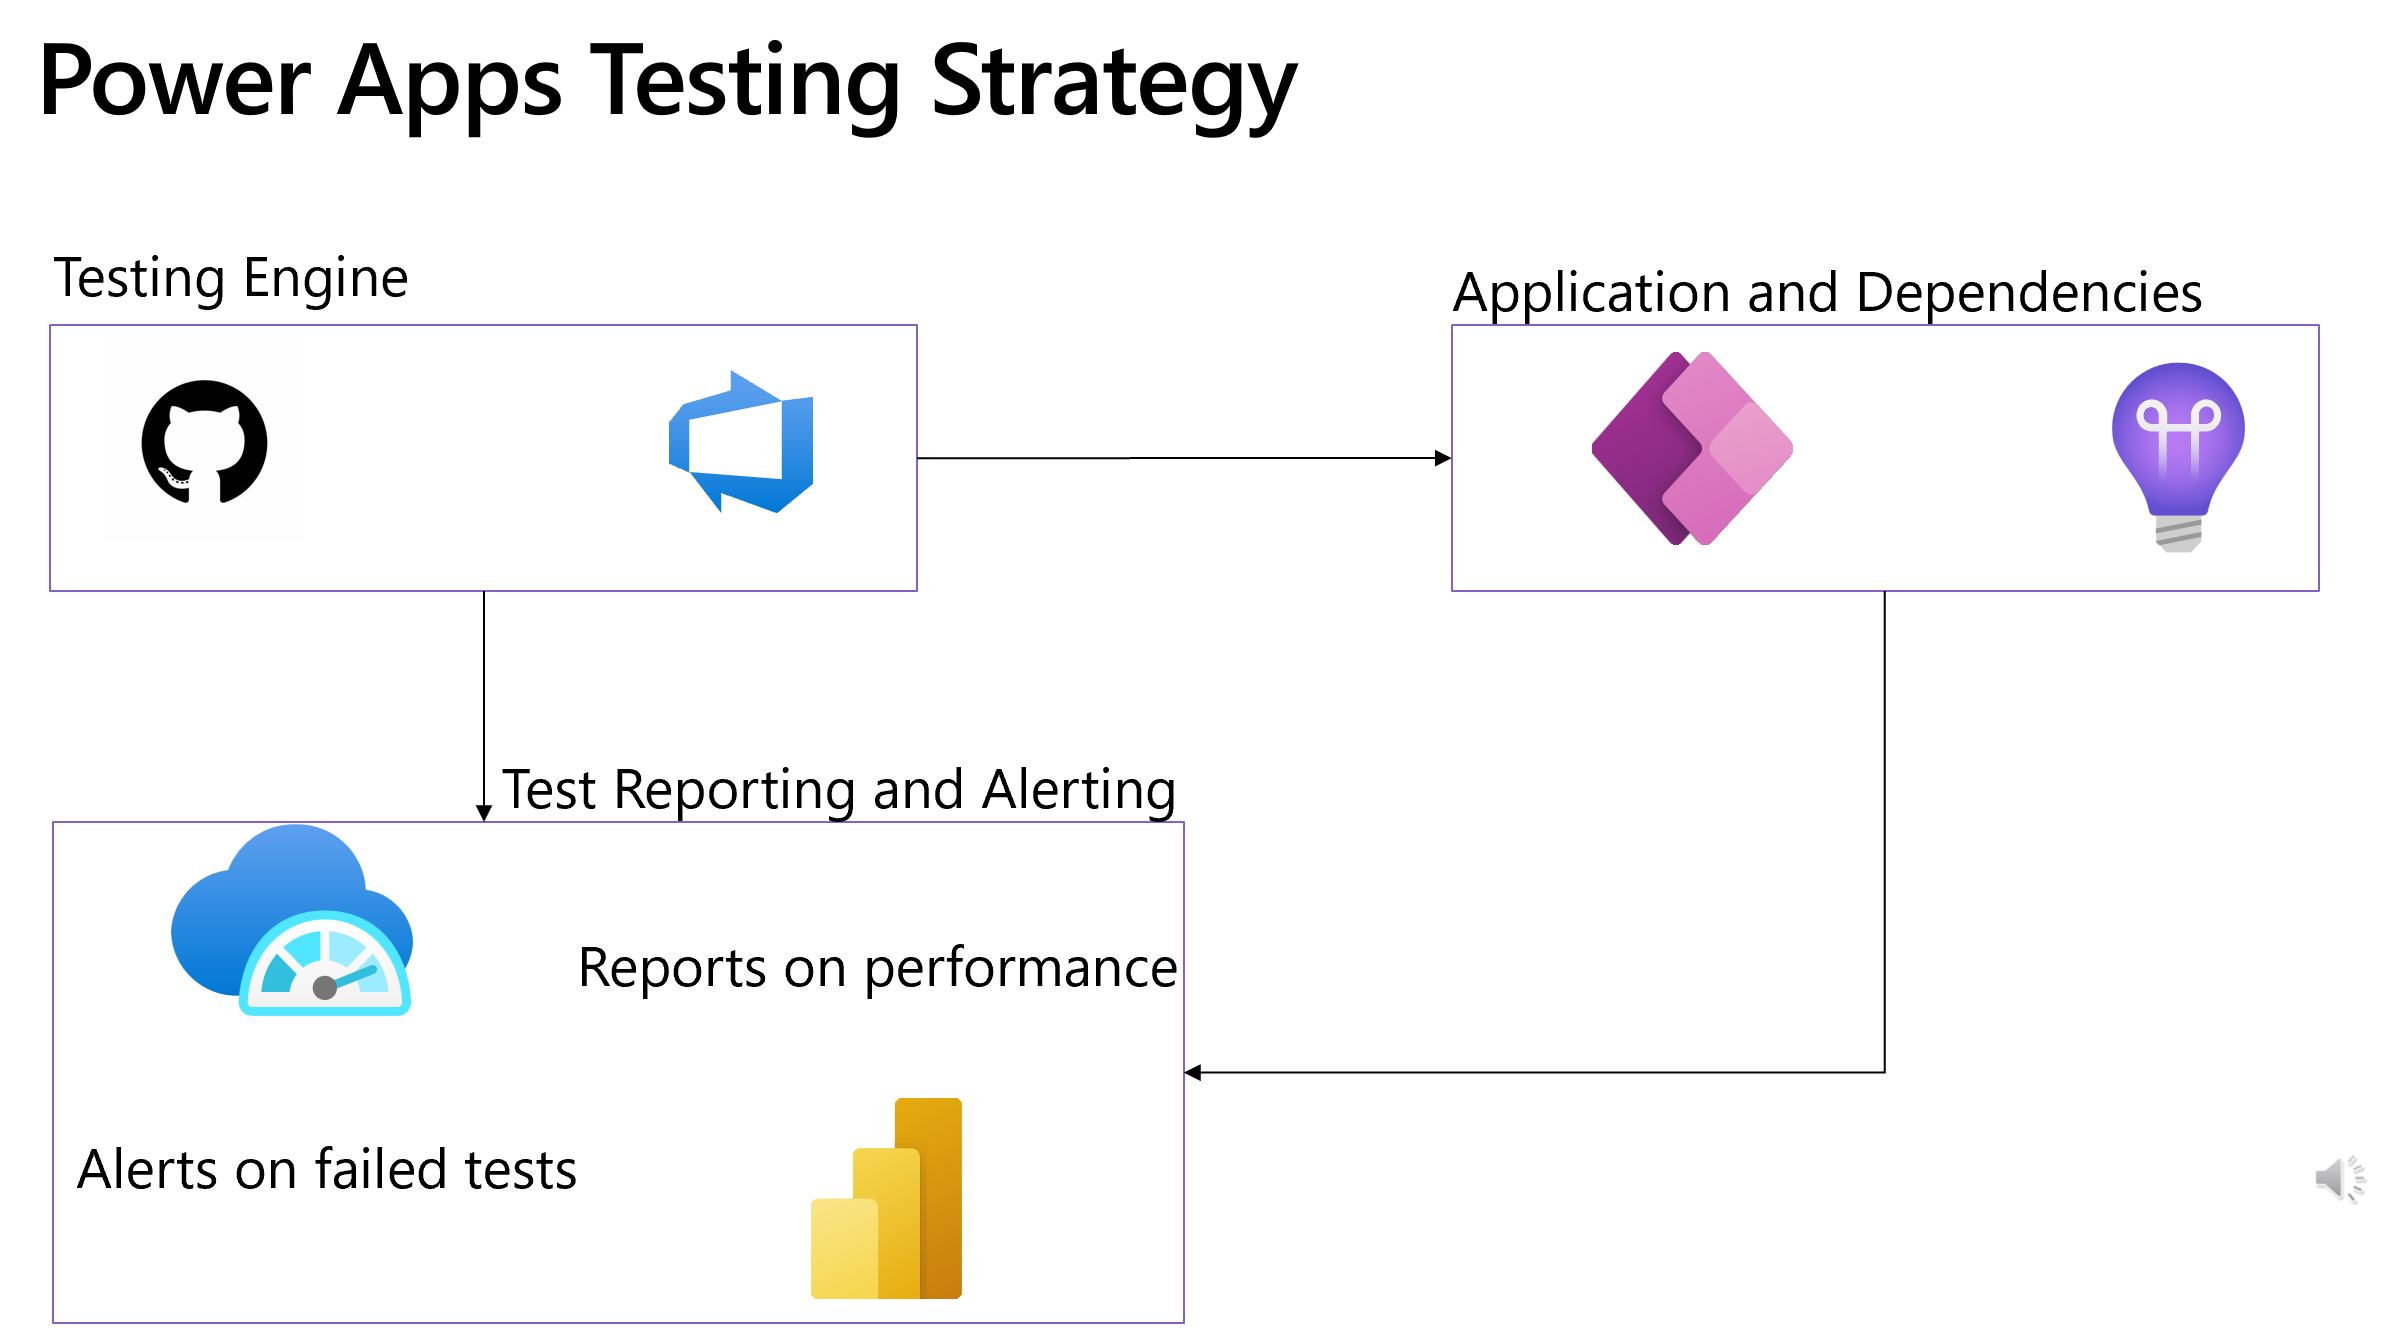 Power Apps Testing Strategy
Testing Engine
Application and Dependencies
Test Reporting and Alerting
Reports on performance
Alerts on failed tests